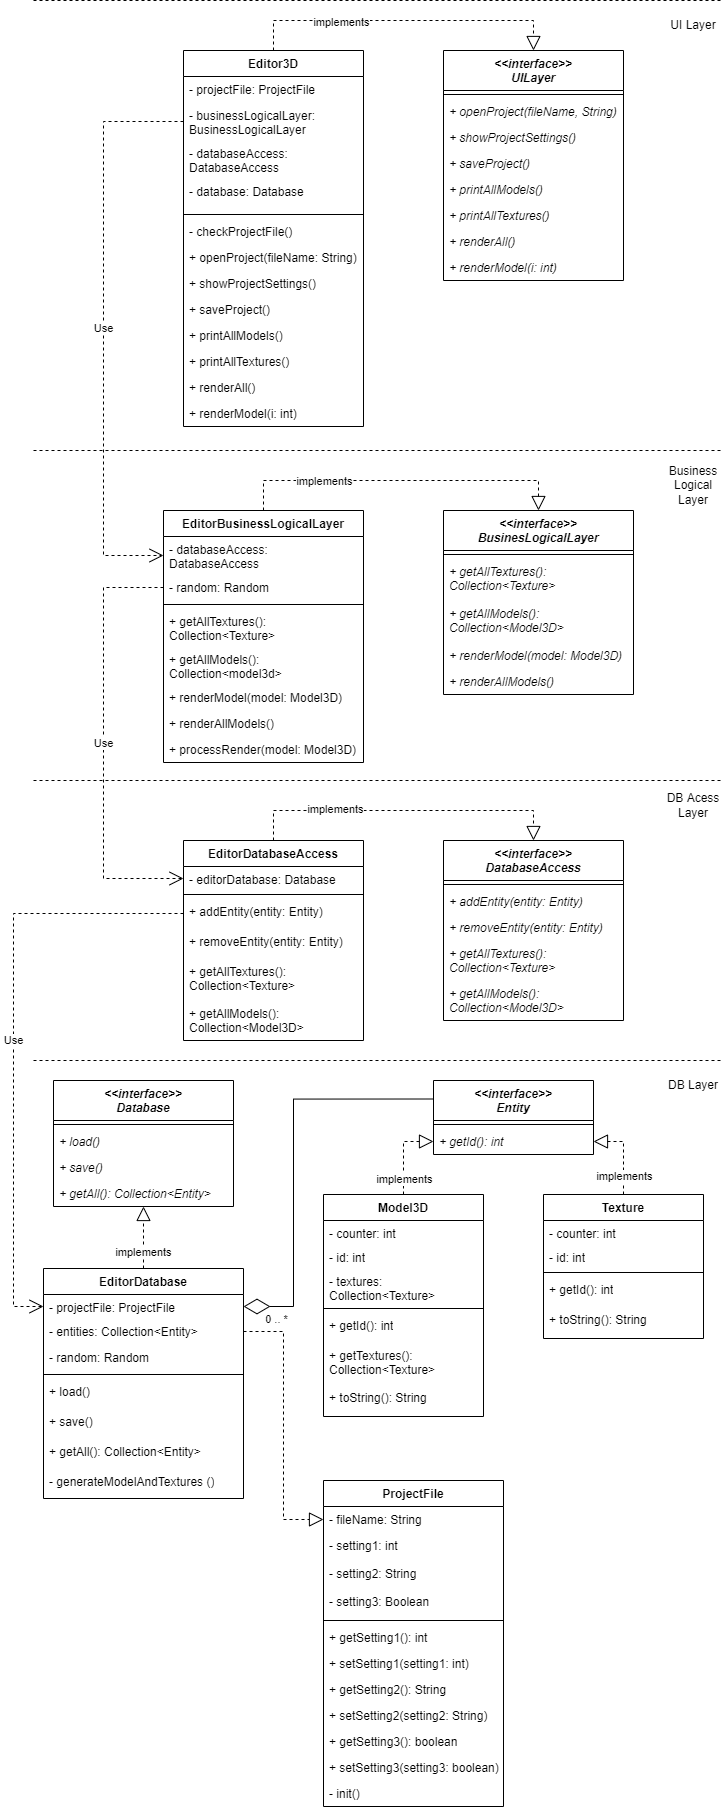 implements
UI Layer
Editor3D
- projectFile: ProjectFile
- businessLogicalLayer:
BusinessLogicalLayer
- databaseAccess:
DatabaseAccess
- database: Database
- checkProjectFile()
+ openProject(fileName: String)
+ showProjectSettings()
+ saveProject()
+ printAllModels()
+ printAllTextures()
+ renderAll()
+ renderModel(i: int)
<<interface>>
UILayer
+ openProject(fileName, String)
+ showProjectSettings()
+ saveProject()
+ printAllModels()
+ printAllTextures()
+ renderAll()
+ renderModel(i: int)
Use
Business
Logical
Layer
implements
EditorBusinessLogicalLayer
- databaseAccess:
DatabaseAccess
- random: Random
+ getAllTextures():
Collection<Texture>
+ getAllModels():
Collection<model3d>
+ renderModel(model: Model3D)
+ renderAllModels()
+ processRender(model: Model3D)
<<interface>>
BusinesLogicalLayer
+ getAllTextures():
Collection<Texture>
+ getAllModels():
Collection<Model3D>
+ renderModel(model: Model3D)
+ renderAllModels()
Use
DB Acess
Layer
implements
EditorDatabaseAccess
- editorDatabase: Database
+ addEntity(entity: Entity)
+ removeEntity(entity: Entity)
+ getAllTextures():
Collection<Texture>
+ getAllModels():
Collection<Model3D>
<<interface>>
DatabaseAccess
+ addEntity(entity: Entity)
+ removeEntity(entity: Entity)
+ getAllTextures():
Collection<Texture>
+ getAllModels():
Collection<Model3D>
Use
DB Layer
<<interface>>
Database
+ load()
+ save()
+ getAll(): Collection<Entity>
<<interface>>
Entity
+ getId(): int
implements
implements
implements
EditorDatabase
- projectFile: ProjectFile
- entities: Collection<Entity>
- random: Random
+ load()
+ save()
+ getAll(): Collection<Entity>
- generateModelAndTextures ()
0 .. *
Model3D
- counter: int
- id: int
- textures:
Collection<Texture>
+ getId(): int
+ getTextures():
Collection<Texture>
+ toString(): String
Texture
- counter: int
- id: int
+ getId(): int
+ toString(): String
ProjectFile
- fileName: String
- setting1: int
- setting2: String
- setting3: Boolean
+ getSetting1(): int
+ setSetting1(setting1: int)
+ getSetting2(): String
+ setSetting2(setting2: String)
+ getSetting3(): boolean
+ setSetting3(setting3: boolean)
- init()